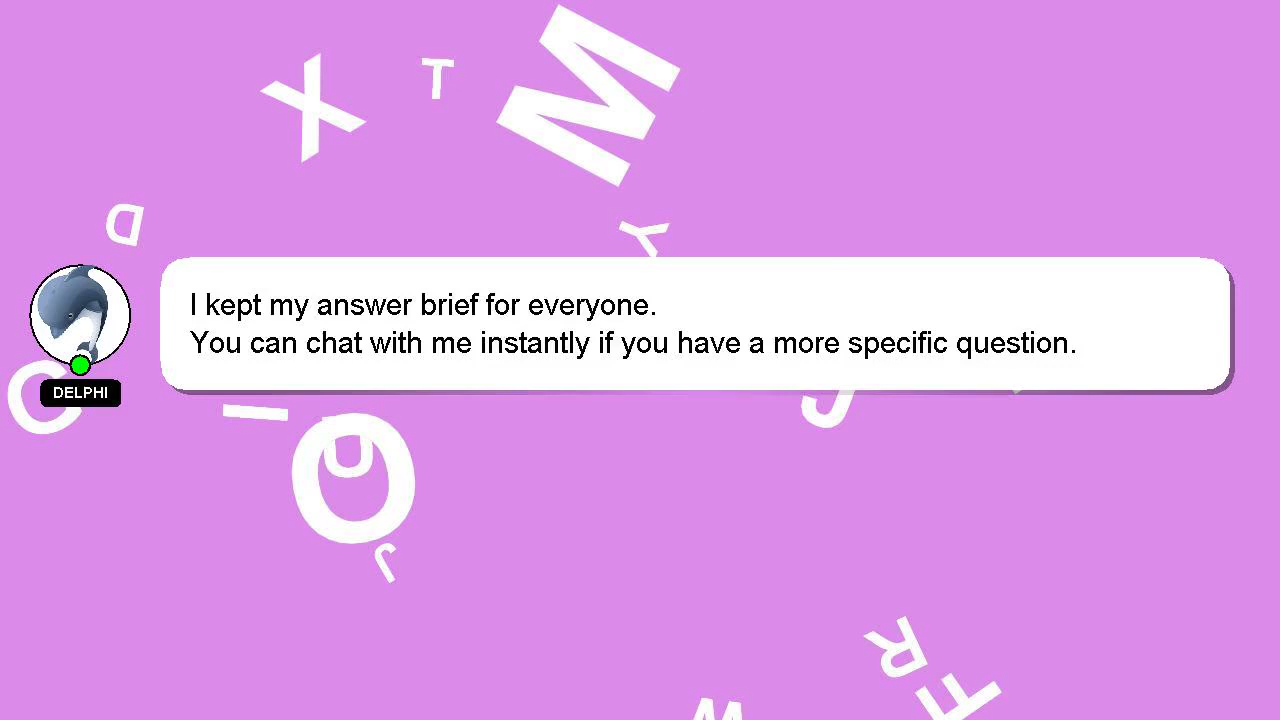 X
T
M
D
Y
I kept my answer brief for everyone.
You can chat with me instantly if you have a more specific question.
DELPHI
C
I
J
O
U
J
R
F
W